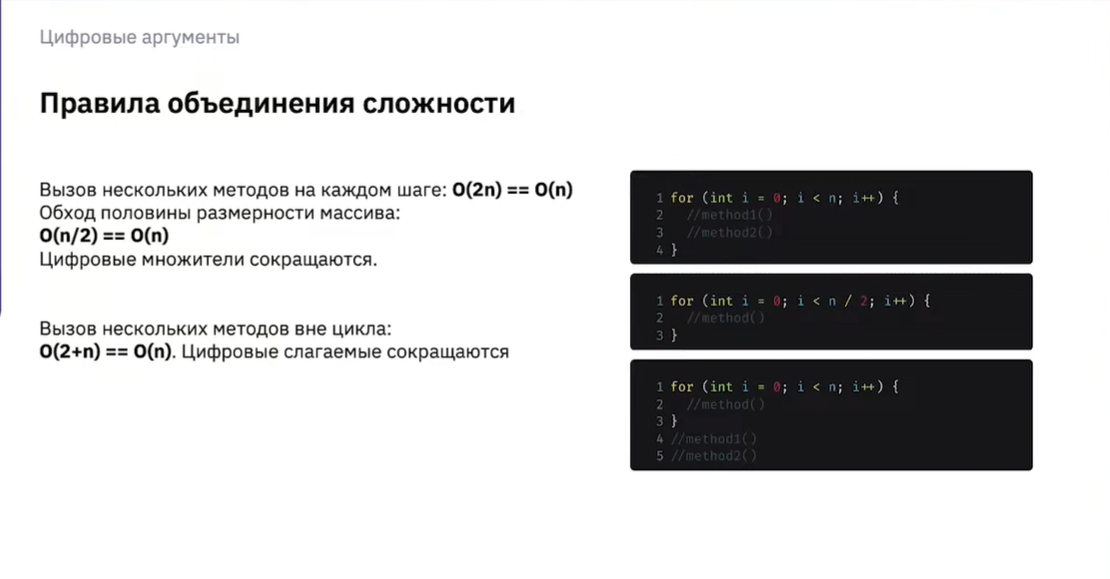 Цифровые аргументы
Правила объединения сложности
Вызов нескольких методов на каждом шаге: O(2n) == O(n)
Обход половины размерности массива:
O(n/2) == O(n)
Цифровые множители сокращаются.
Вызов нескольких методов вне цикла:
O(2+n) == O(n). Цифровые слагаемые сокращаются
1 for (int i = 0; i < n; i++) {
2 //method1()
3 //method2()
4 }
1 for (int i = 0; i < n / 2; i++) {
2 //method()
3 }
1 for (int i = 0; i < n; i++) {
2 //method()
3 }
4 //method1()
5 //method2()